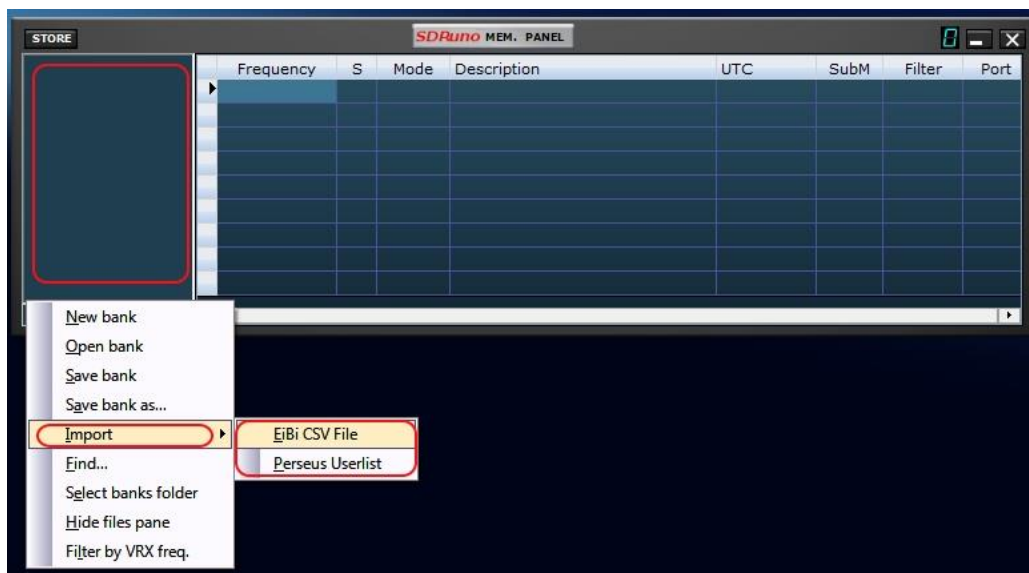 STORE
SDRuno MEM. PANEL
0
Frequency S Mode Description UTC SubM Filter Port
New bank
Open bank
Save bank
Save bank as...
Import
EiBi CSV File
Perseus Userlist
Find...
Select banks folder
Hide files pane
Filter by VRX freq.